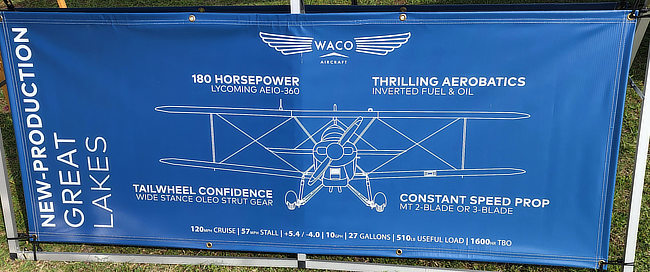 NEW-PRODUCTION
GREAT
LAKES
WACO
AIRCRAFT
180 HORSEPOWER
LYCOMING AEIO-360
THRILLING AEROBATICS
INVERTED FUEL & OIL
TAILWHEEL CONFIDENCE
WIDE STANCE OLEO STRUT GEAR
CONSTANT SPEED PROP
MT 2-BLADE OR 3-BLADE
120MPH CRUISE | 57MPH STALL | +5.4 / -4.0 | 10GPH | 27 GALLONS | 510LB USEFUL LOAD | 1600HR TBO